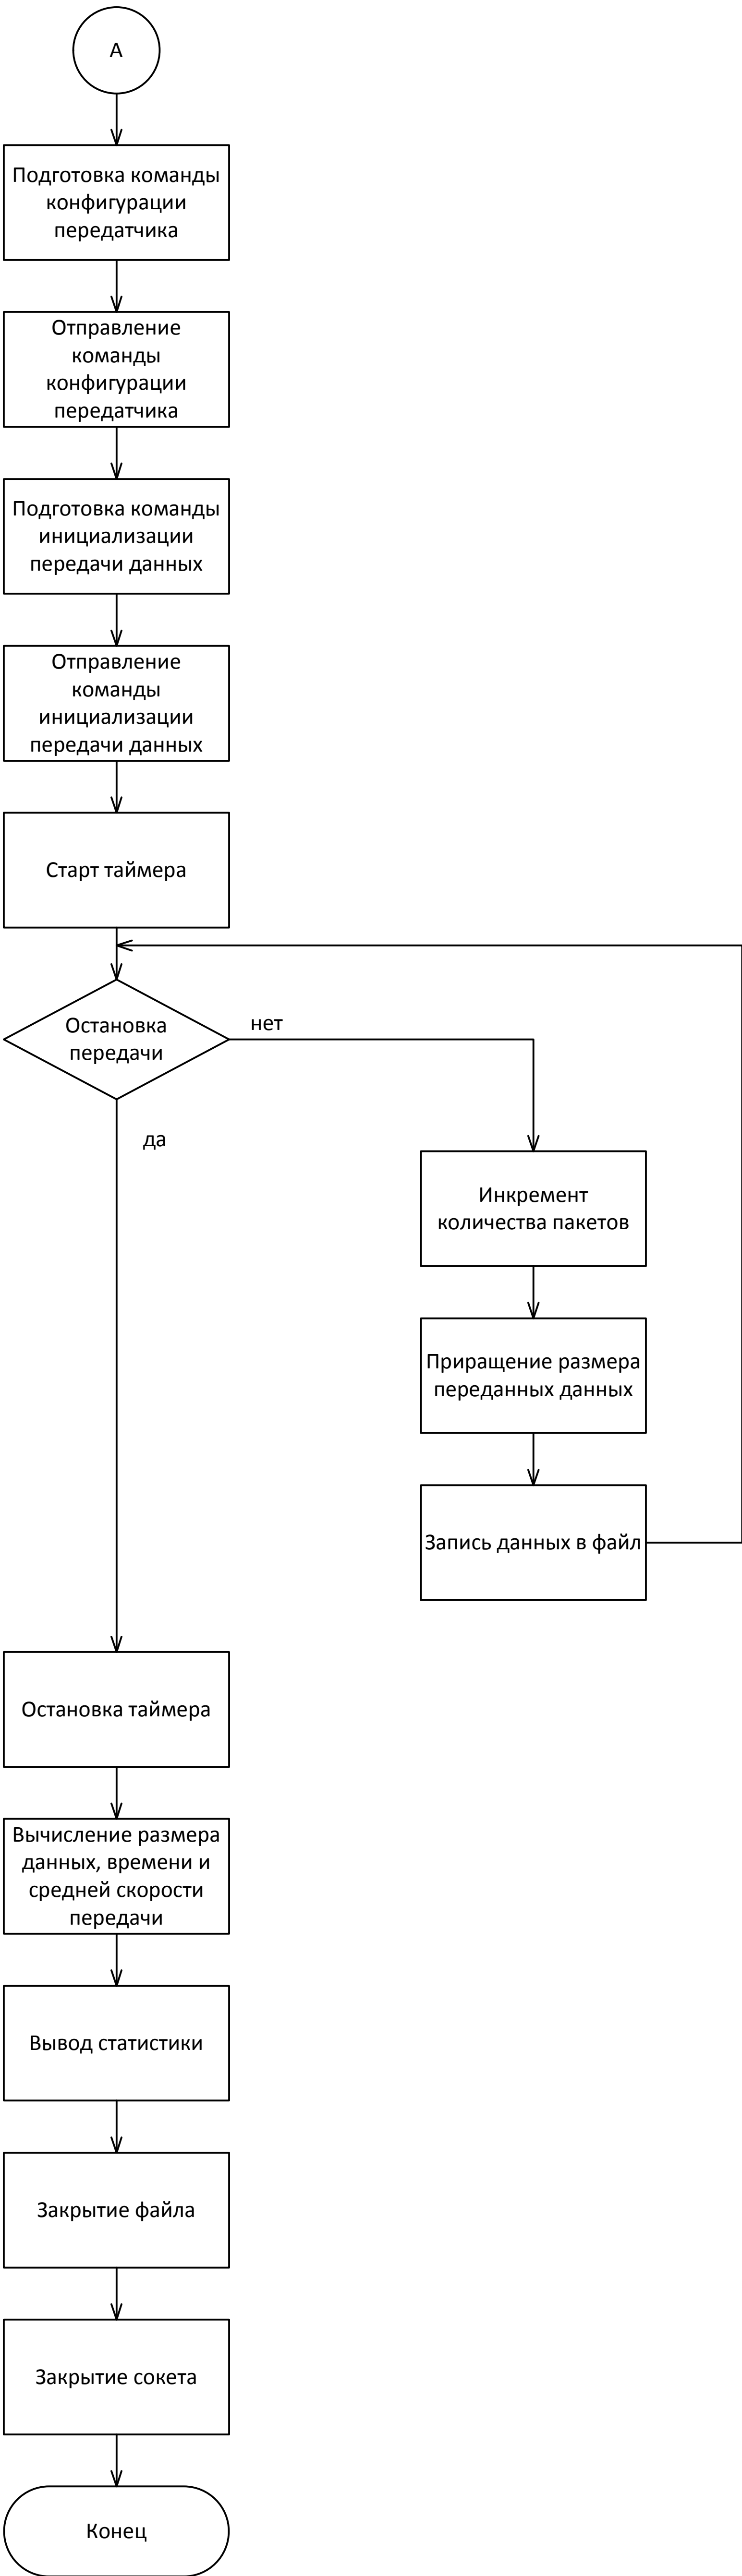 А
Подготовка команды
конфигурации
передатчика
Отправление
команды
конфигурации
передатчика
Подготовка команды
инициализации
передачи данных
Отправление
команды
инициализации
передачи данных
Старт таймера
Остановка
передачи
нет
да
Инкремент
количества пакетов
Приращение размера
переданных данных
Запись данных в файл
Остановка таймера
Вычисление размера
данных, времени и
средней скорости
передачи
Вывод статистики
Закрытие файла
Закрытие сокета
Конец